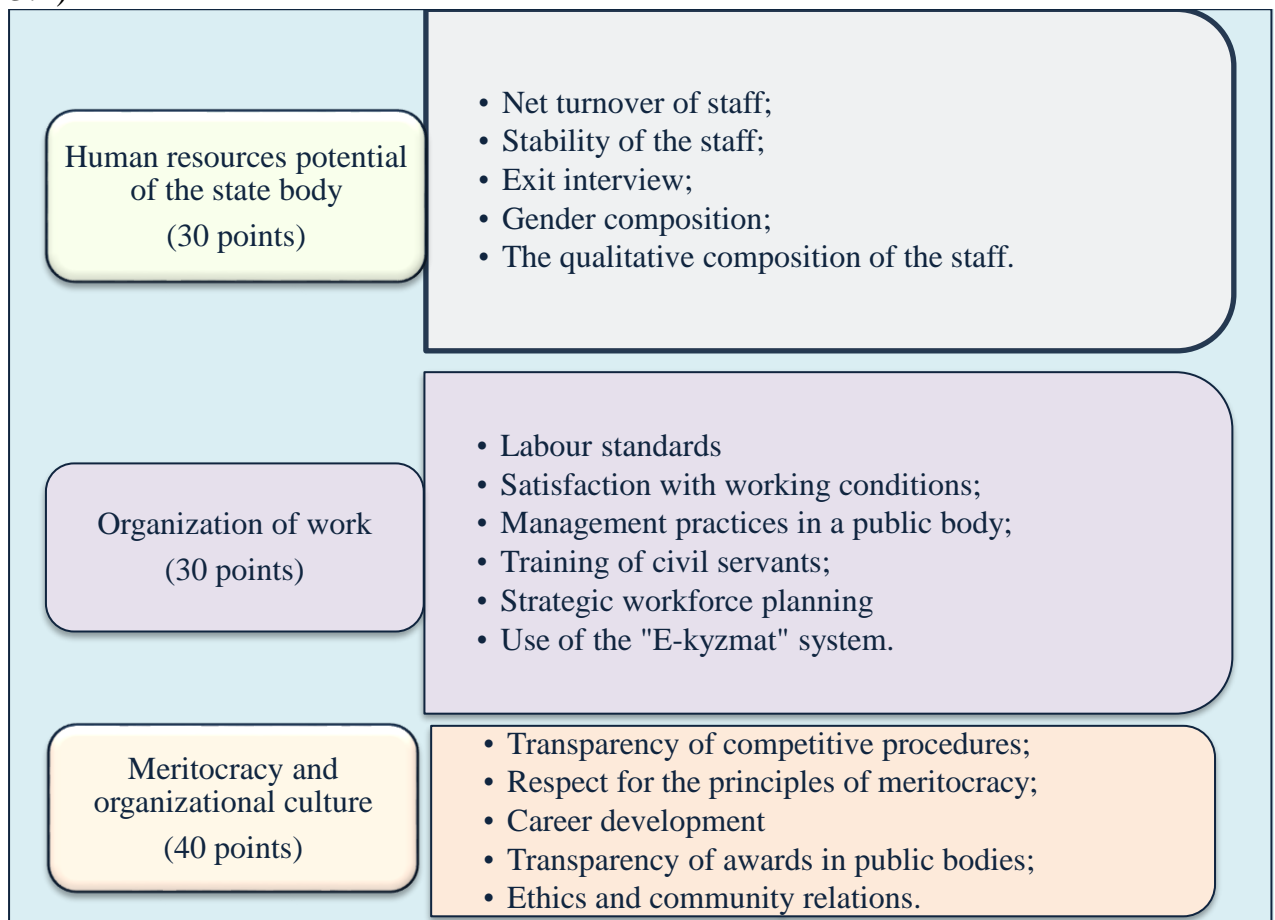 Human resources potential
of the state body
(30 points)
• Net turnover of staff;
• Stability of the staff;
• Exit interview;
• Gender composition;
• The qualitative composition of the staff.
Organization of work
(30 points)
• Labour standards
• Satisfaction with working conditions;
• Management practices in a public body;
• Training of civil servants;
• Strategic workforce planning
• Use of the "E-kyzmat" system.
Meritocracy and
organizational culture
(40 points)
• Transparency of competitive procedures;
• Respect for the principles of meritocracy;
• Career development
• Transparency of awards in public bodies;
• Ethics and community relations.